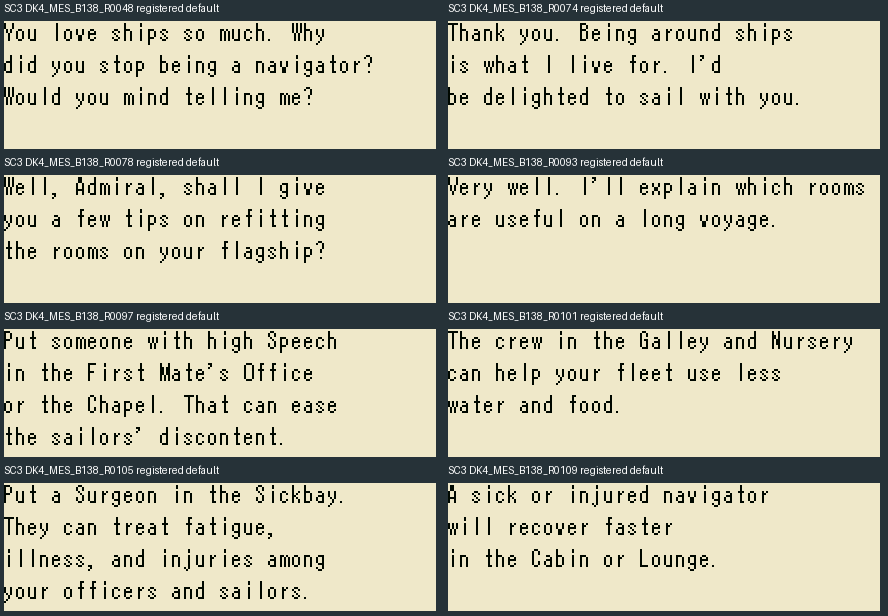 SC3 DK4_MES_B138_R0048 registered default
You love ships so much. Why
did you stop being a navigator?
Would you mind telling me?
SC3 DK4_MES_B138_R0074 registered default
Thank you. Being around ships
is what I live for. I'd
be delighted to sail with you.
SC3 DK4_MES_B138_R0078 registered default
Well, Admiral, shall I give
you a few tips on refitting
the rooms on your flagship?
SC3 DK4_MES_B138_R0093 registered default
Very well. I'll explain which rooms
are useful on a long voyage.
SC3 DK4_MES_B138_R0097 registered default
Put someone with high Speech
in the First Mate's Office
or the Chapel. That can ease
the sailors' discontent.
SC3 DK4_MES_B138_R0101 registered default
The crew in the Galley and Nursery
can help your fleet use less
water and food.
SC3 DK4_MES_B138_R0105 registered default
Put a Surgeon in the Sickbay.
They can treat fatigue,
illness, and injuries among
your officers and sailors.
SC3 DK4_MES_B138_R0109 registered default
A sick or injured navigator
will recover faster
in the Cabin or Lounge.